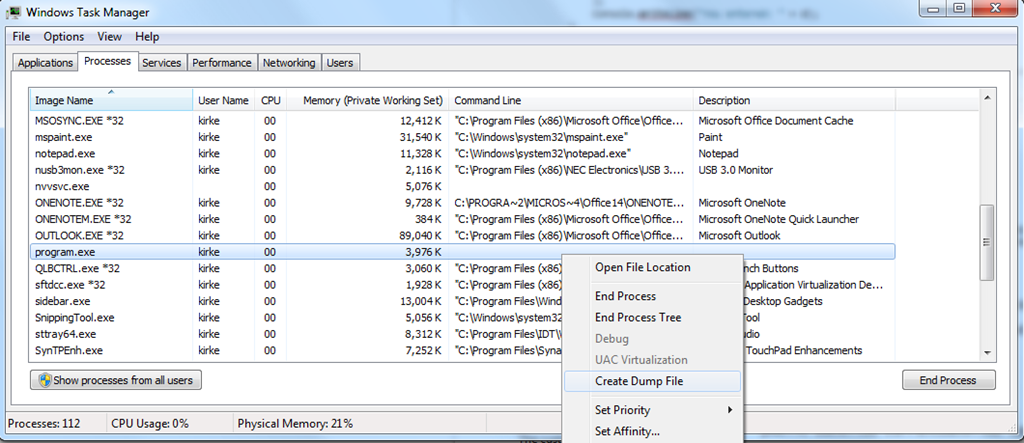 Windows Task Manager
File Options View Help
Applications Processes Services Performance Networking Users
Image Name User Name CPU Memory (Private Working Set) Command Line Description
MSOSYNC.EXE *32 kirke 00 12,412 K "C:\Program Files (x86)\Microsoft Office\Office... Microsoft Office Document Cache
mspaint.exe kirke 00 31,540 K "C:\Windows\system32\mspaint.exe" Paint
notepad.exe kirke 00 11,328 K "C:\Windows\system32\notepad.exe" Notepad
nusb3mon.exe *32 kirke 00 2,116 K "C:\Program Files (x86)\NEC Electronics\USB 3.... USB 3.0 Monitor
nvvsvc.exe 00 5,076 K
ONENOTE.EXE *32 kirke 00 9,728 K C:\PROGRA~2\MICROS~4\Office14\ONENOTE... Microsoft OneNote
ONENOTEM.EXE *32 kirke 00 384 K "C:\Program Files (x86)\Microsoft Office\Office... Microsoft OneNote Quick Launcher
OUTLOOK.EXE *32 kirke 00 89,040 K "C:\Program Files (x86)\Microsoft Office\Office... Microsoft Outlook
program.exe kirke 00 3,976 K
QLBCTRL.exe *32 kirke 00 3,060 K "C:\Program Files (x86) nch Buttons
sftdcc.exe *32 kirke 00 1,928 K "C:\Program Files (x86) Application Virtualization De...
sidebar.exe kirke 00 13,004 K "C:\Program Files\Wind Desktop Gadgets
SnippingTool.exe kirke 00 5,056 K "C:\Windows\system32 Tool
sttray64.exe kirke 00 8,312 K "C:\Program Files\IDT\ dio
SynTPEnh.exe kirke 00 7,252 K "C:\Program Files\Syna TouchPad Enhancements
Open File Location
End Process
End Process Tree
Debug
UAC Virtualization
Create Dump File
Set Priority
Set Affinity...
Show processes from all users End Process
Processes: 112 CPU Usage: 0% Physical Memory: 21%